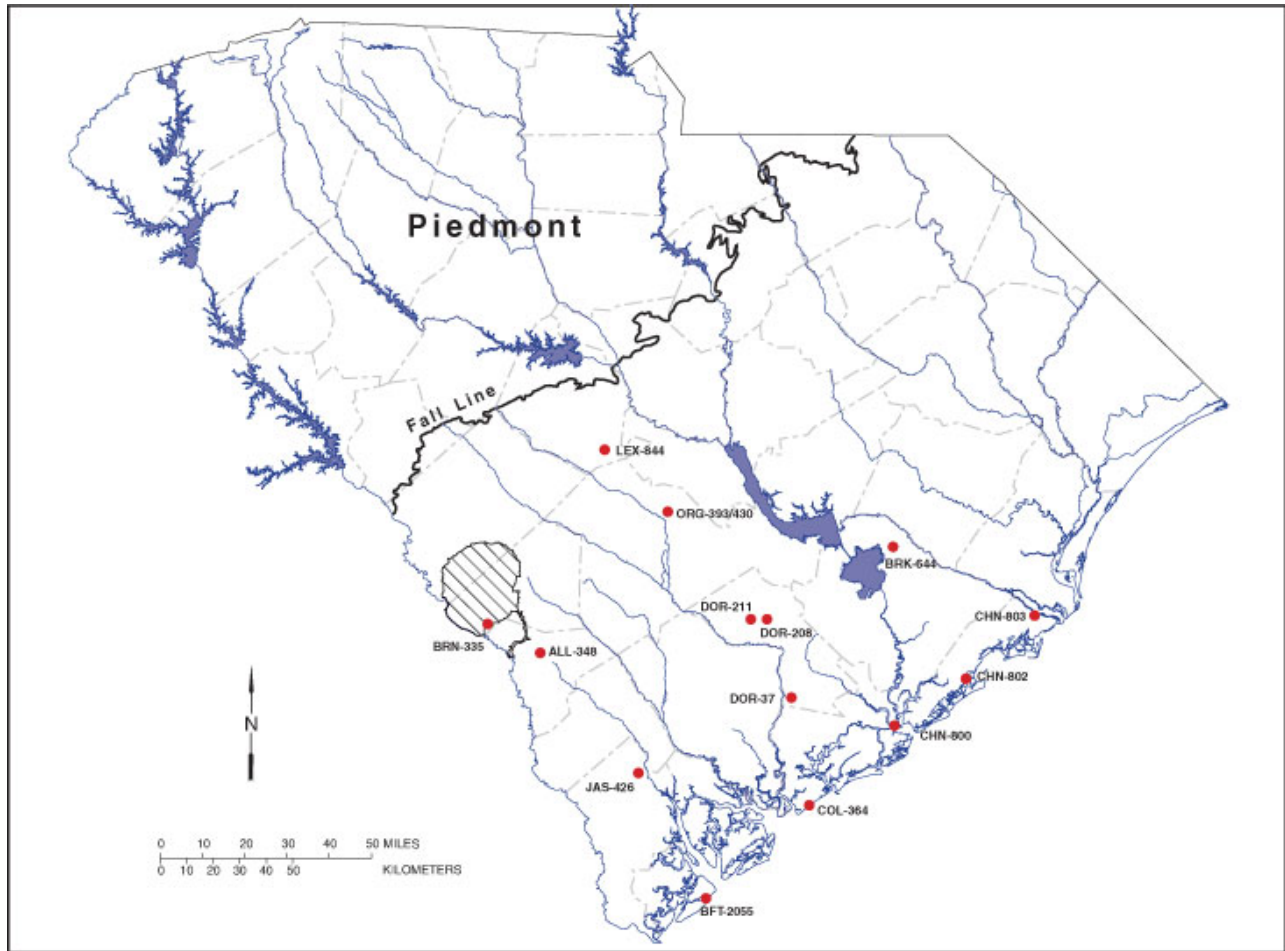 Piedmont
Fall Line
LEX-844
ORG-393/430
BRK-644
DOR-211
DOR-208
CHN-803
BRN-335
ALL-348
CHN-802
DOR-37
N
CHN-800
JAS-426
COL-364
0 10 20 30 40 50 MILES
0 10 20 30 40 50 KILOMETERS
BFT-2055